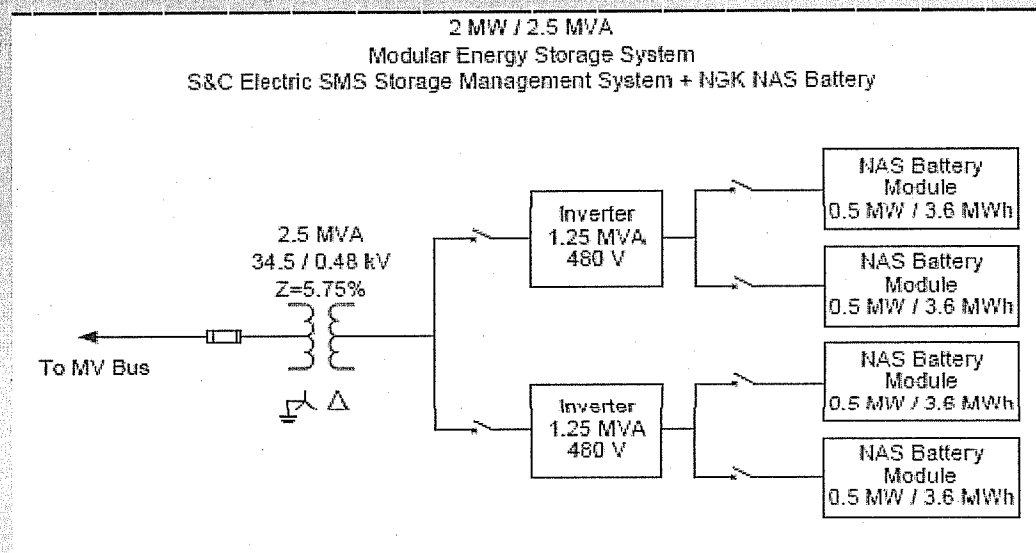 2 MW / 2.5 MVA
Modular Energy Storage System
S&C Electric SMS Storage Management System + NGK NAS Battery
NAS Battery
Module
0.5 MW / 3.6 MWh
Inverter
1.25 MVA
480 V
NAS Battery
Module
0.5 MW / 3.6 MWh
2.5 MVA
34.5 / 0.48 kV
Z=5.75%
To MV Bus
NAS Battery
Module
0.5 MW / 3.6 MWh
Inverter
1.25 MVA
480 V
NAS Battery
Module
0.5 MW / 3.6 MWh